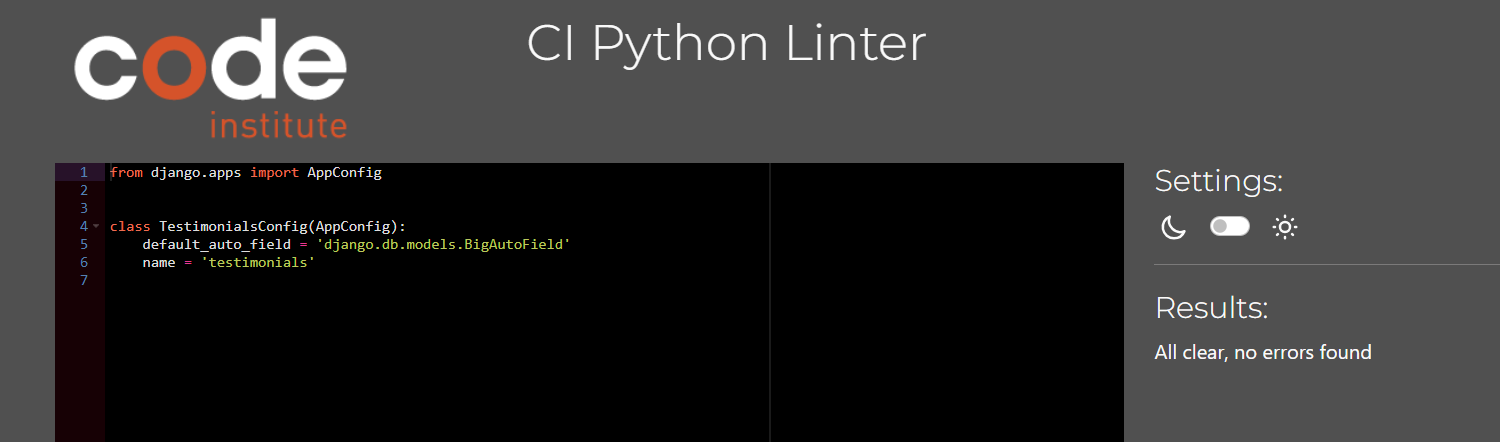 code
institute
CI Python Linter
1 from django.apps import AppConfig
2
3
4 class TestimonialsConfig(AppConfig):
5     default_auto_field = 'django.db.models.BigAutoField'
6     name = 'testimonials'
7
Settings:
Results:
All clear, no errors found